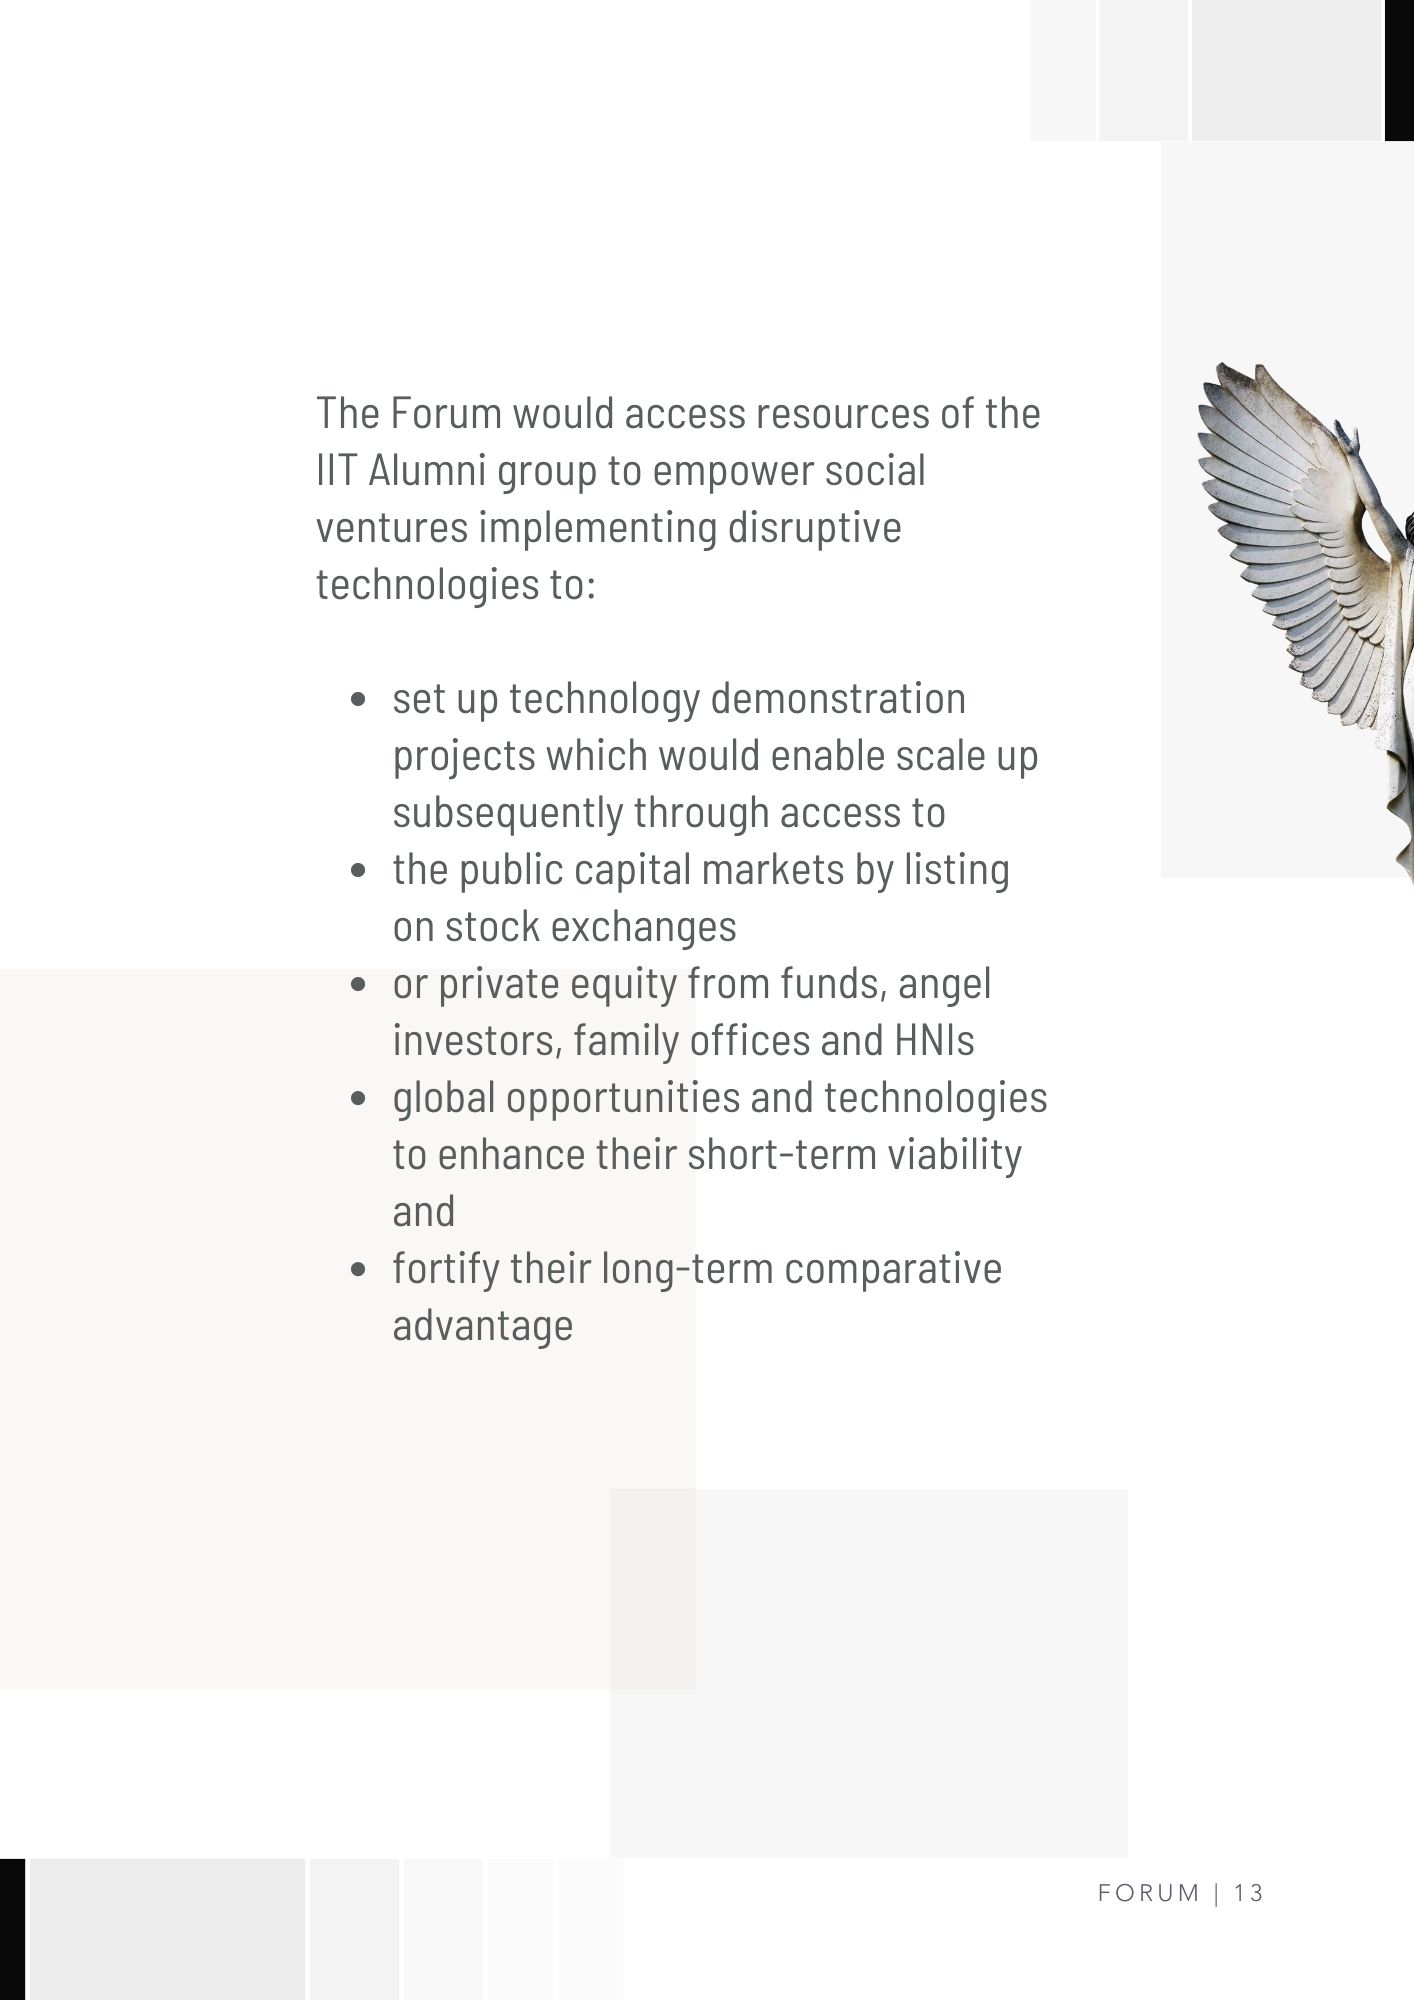 The Forum would access resources of the
IIT Alumni group to empower social
ventures implementing disruptive
technologies to:
• set up technology demonstration
projects which would enable scale up
subsequently through access to
• the public capital markets by listing
on stock exchanges
• or private equity from funds, angel
investors, family offices and HNIs
• global opportunities and technologies
to enhance their short-term viability
and
• fortify their long-term comparative
advantage
FORUM | 13